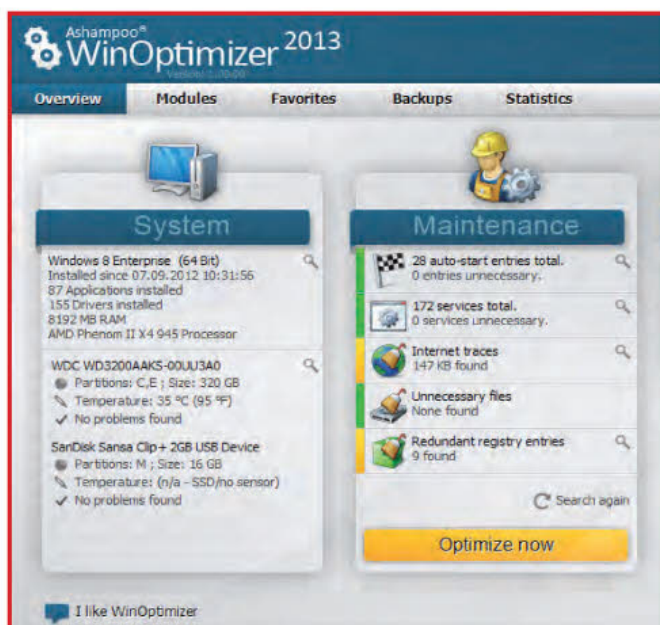 Ashampoo®
WinOptimizer 2013
Overview Modules Favorites Backups Statistics
System
Windows 8 Enterprise (64 Bit)
Installed since 07.09.2012 10:31:56
87 Applications installed
155 Drivers installed
8192 MB RAM
AMD Phenom II X4 945 Processor
WDC WD3200AAKS-00UU3A0
Partitions: C,E ; Size: 320 GB
Temperature: 35 ºC (95 ºF)
No problems found
SanDisk Sansa Clip+ 2GB USB Device
Partitions: M ; Size: 16 GB
Temperature: (n/a - SSD/no sensor)
No problems found
Maintenance
28 auto-start entries total.
0 entries unnecessary.
172 services total.
0 services unnecessary.
Internet traces
147 KB found
Unnecessary files
None found
Redundant registry entries
9 found
Search again
Optimize now
I like WinOptimizer